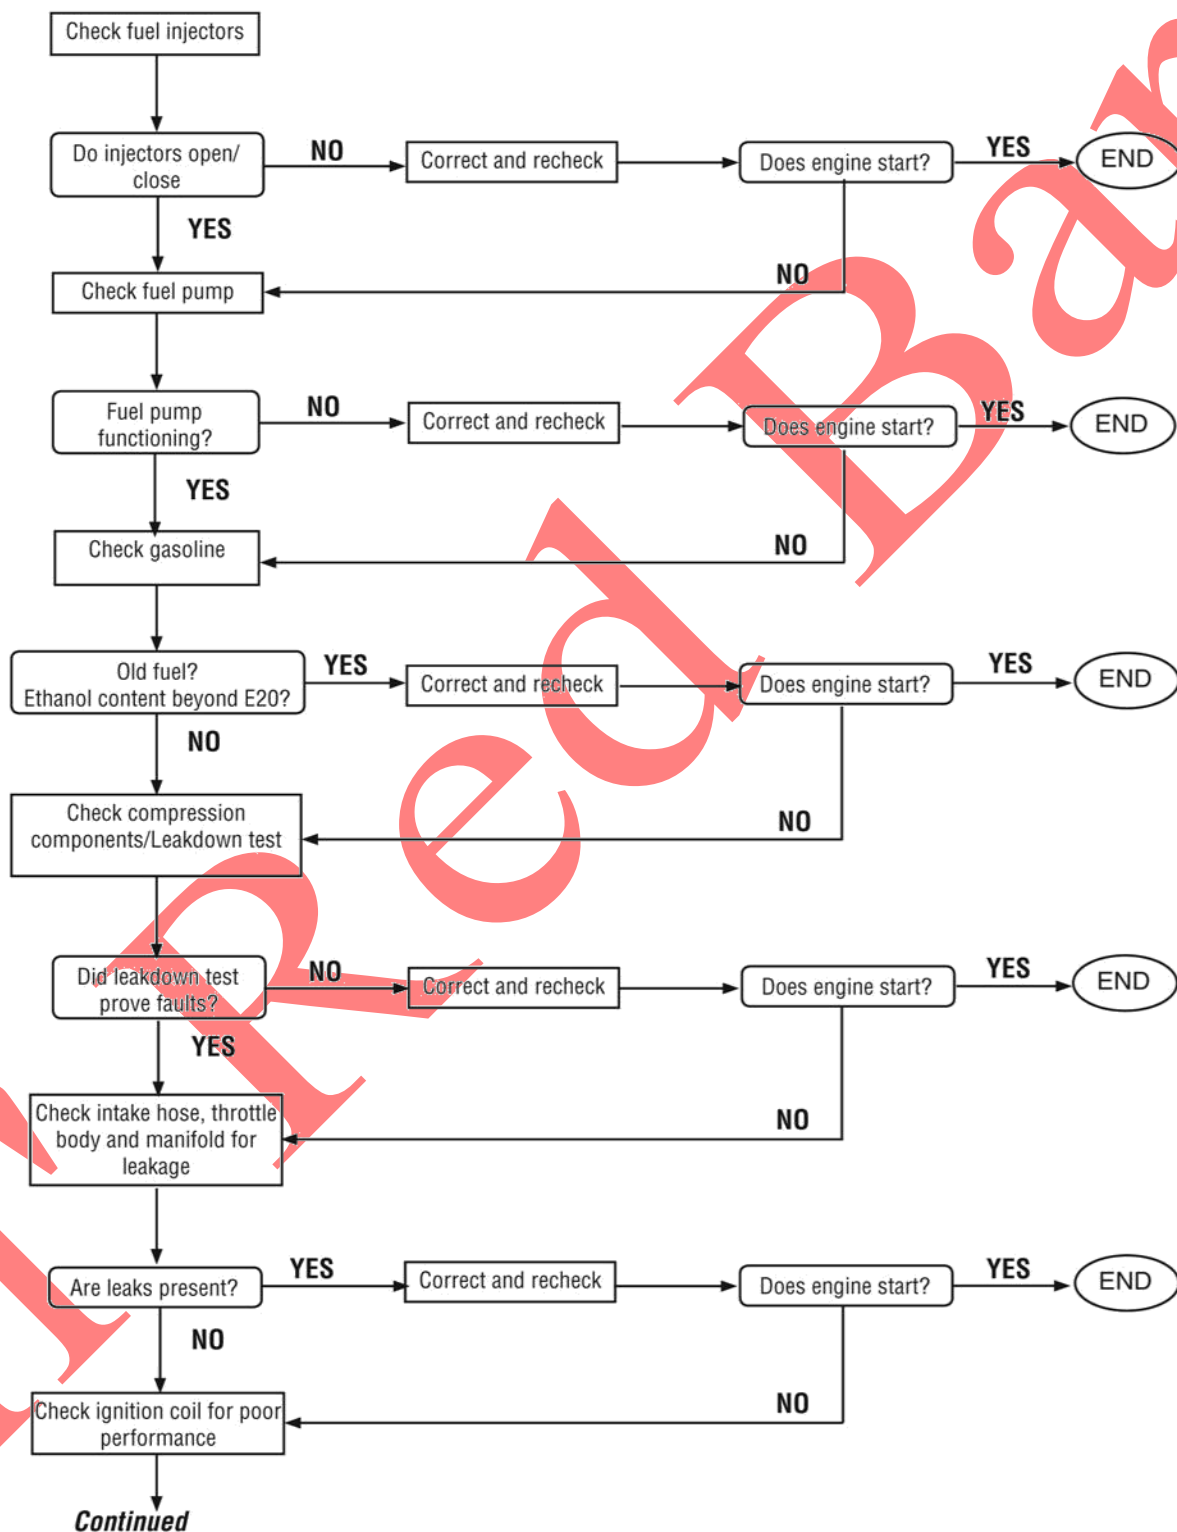 Check fuel injectors
Do injectors open/
close
NO
Correct and recheck
Does engine start?
YES
END
YES
NO
Check fuel pump
Fuel pump
functioning?
NO
Correct and recheck
Does engine start?
YES
END
YES
NO
Check gasoline
Old fuel?
Ethanol content beyond E20?
YES
Correct and recheck
Does engine start?
YES
END
NO
NO
Check compression
components/Leakdown test
Did leakdown test
prove faults?
NO
Correct and recheck
Does engine start?
YES
END
YES
NO
Check intake hose, throttle
body and manifold for
leakage
Are leaks present?
YES
Correct and recheck
Does engine start?
YES
END
NO
NO
Check ignition coil for poor
performance
Continued
Red Bar